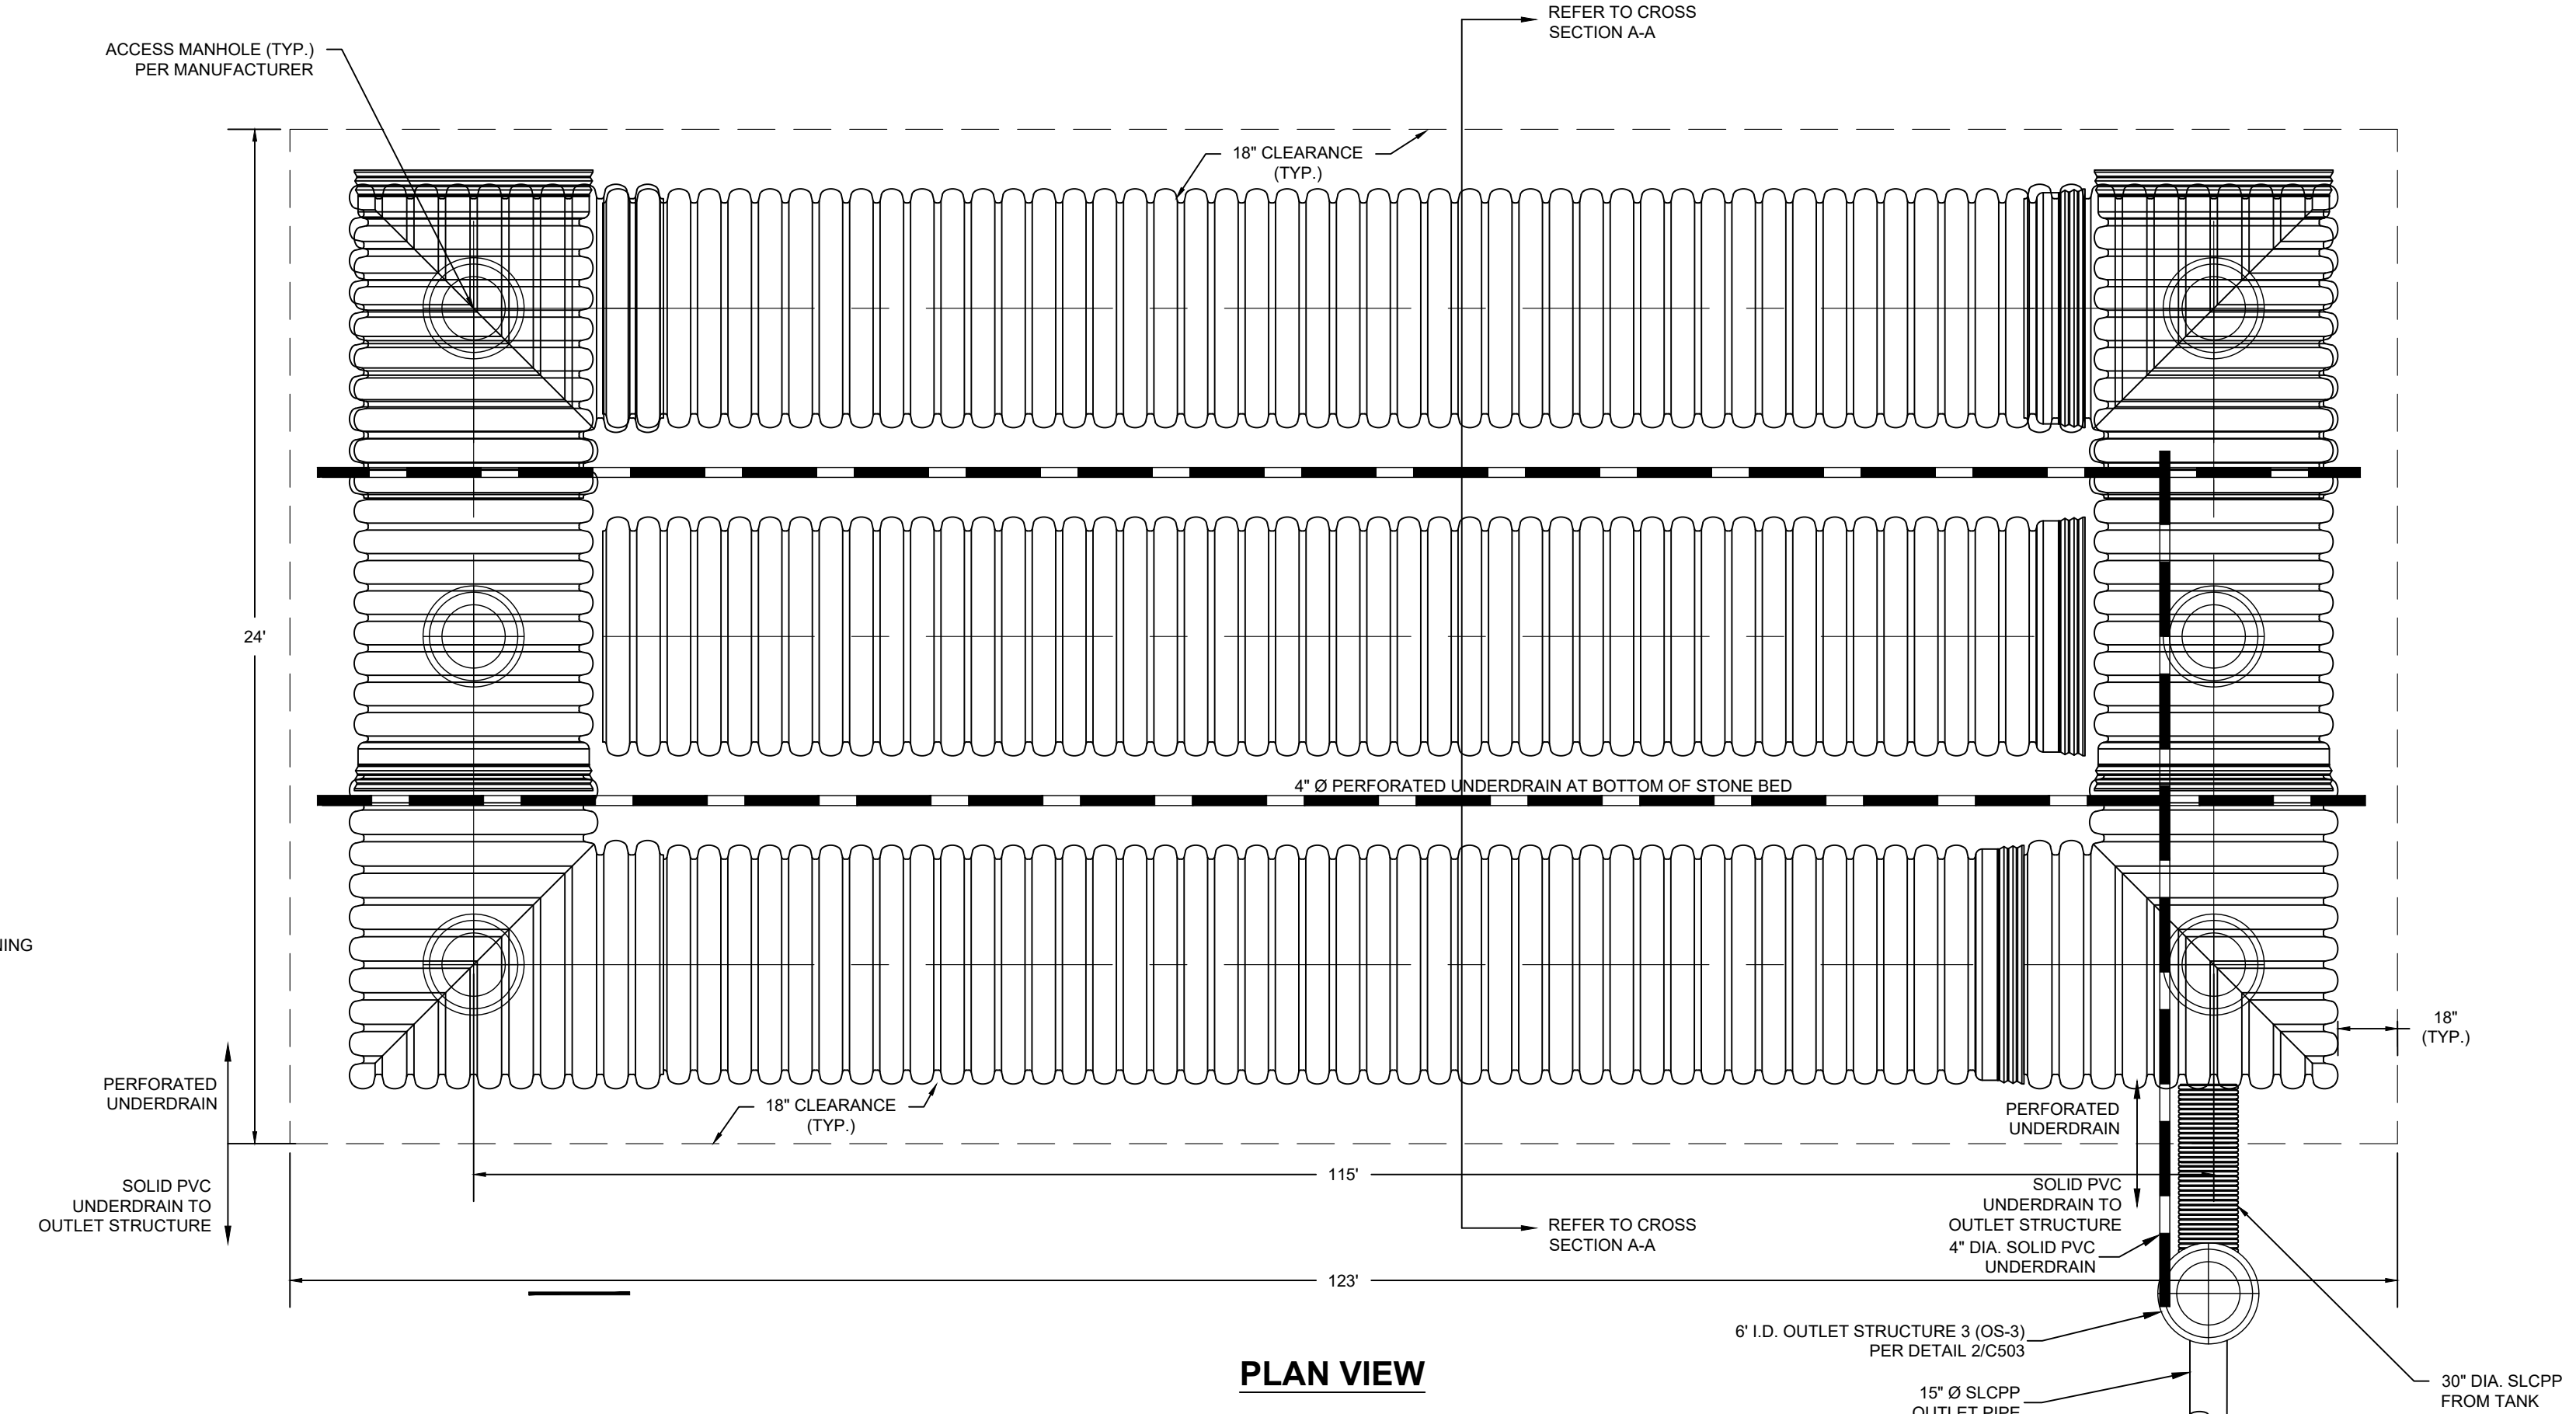 REFER TO CROSS
SECTION A-A
ACCESS MANHOLE (TYP.)
PER MANUFACTURER
18" CLEARANCE
(TYP.)
24'
4" Ø PERFORATED UNDERDRAIN AT BOTTOM OF STONE BED
18"
(TYP.)
PERFORATED
UNDERDRAIN
18" CLEARANCE
(TYP.)
PERFORATED
UNDERDRAIN
115'
SOLID PVC
UNDERDRAIN TO
OUTLET STRUCTURE
SOLID PVC
UNDERDRAIN TO
OUTLET STRUCTURE
REFER TO CROSS
SECTION A-A
4" DIA. SOLID PVC
UNDERDRAIN
123'
6' I.D. OUTLET STRUCTURE 3 (OS-3)
PER DETAIL 2/C503
PLAN VIEW
30" DIA. SLCPP
FROM TANK
15" Ø SLCPP
OUTLET PIPE